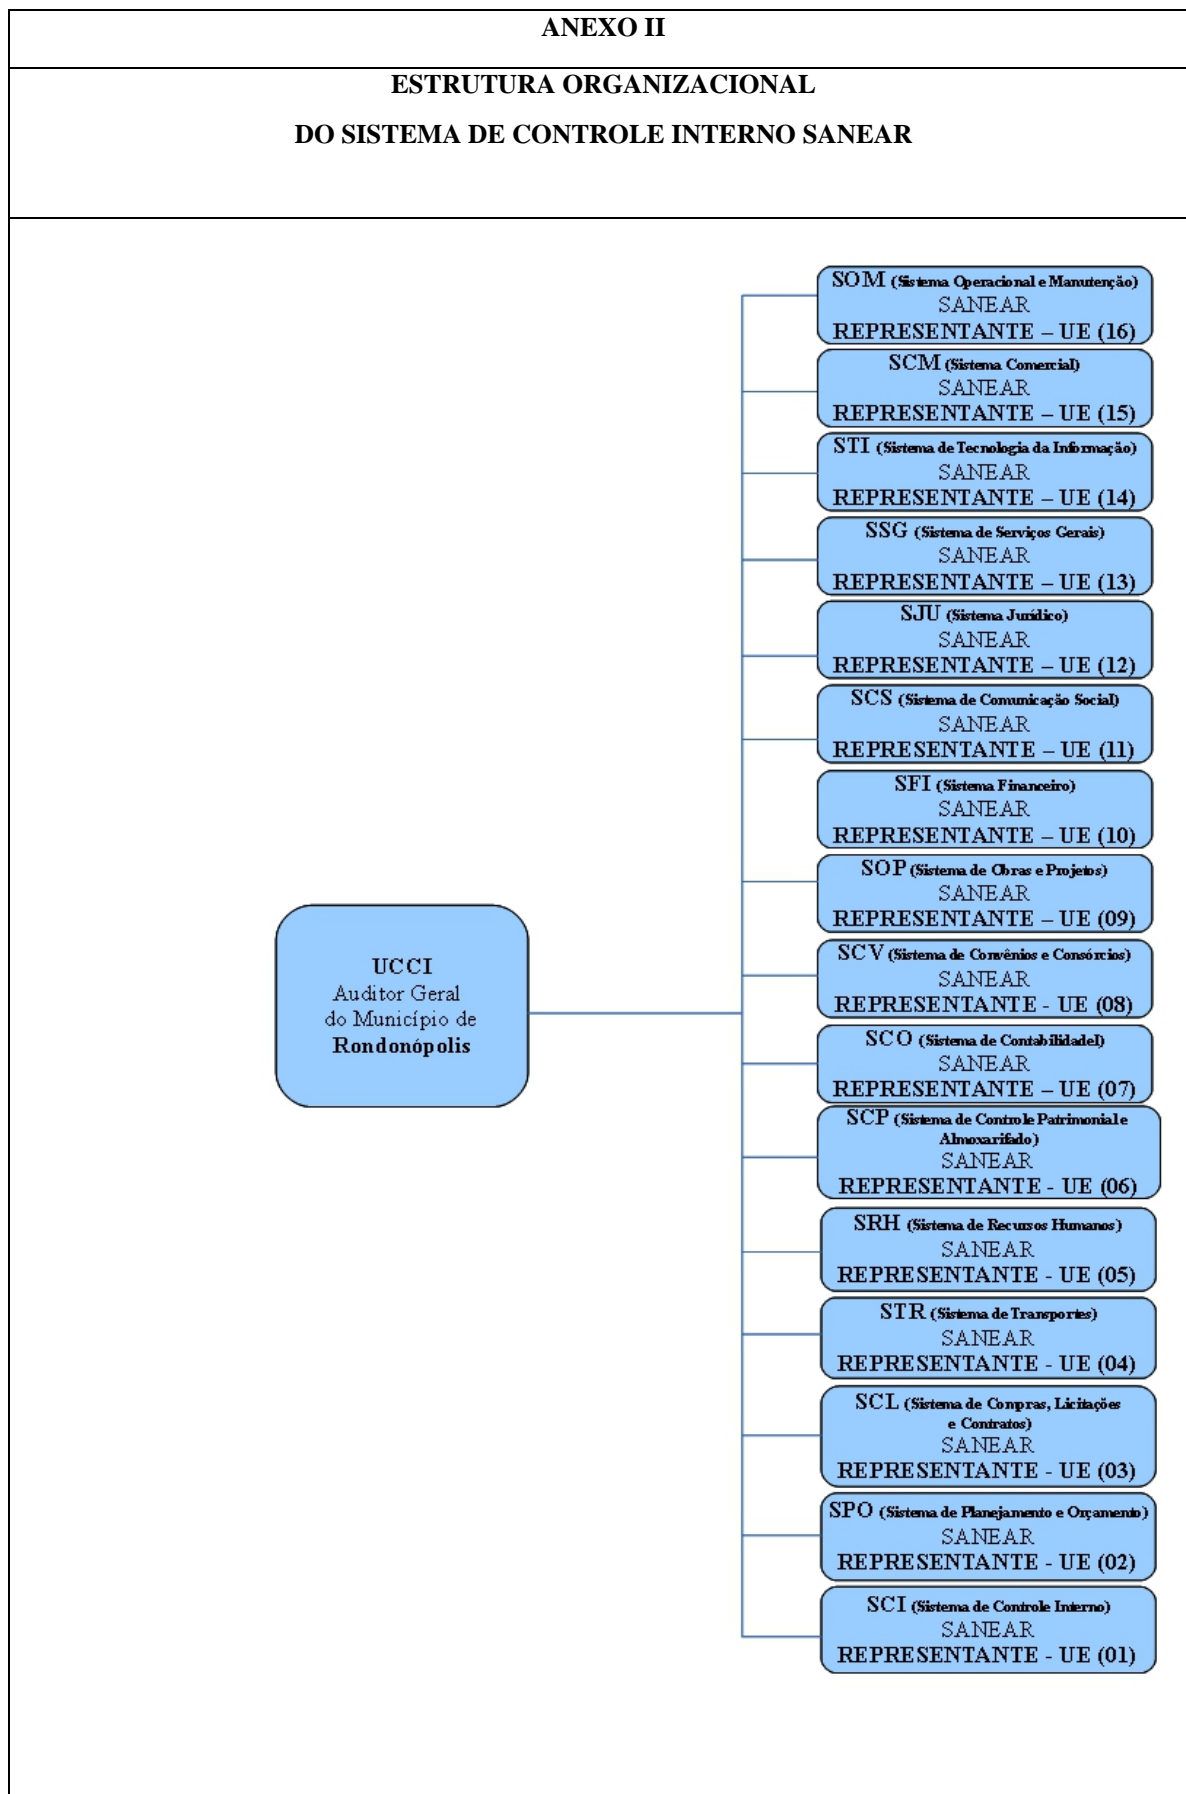 ANEXO II
ESTRUTURA ORGANIZACIONAL
DO SISTEMA DE CONTROLE INTERNO SANEAR
SOM (Sistema Operacional e Manutenção)
SANEAR
REPRESENTANTE – UE (16)
SCM (Sistema Comercial)
SANEAR
REPRESENTANTE – UE (15)
STI (Sistema de Tecnologia da Informação)
SANEAR
REPRESENTANTE – UE (14)
SSG (Sistema de Serviços Gerais)
SANEAR
REPRESENTANTE – UE (13)
SJU (Sistema Jurídico)
SANEAR
REPRESENTANTE – UE (12)
SCS (Sistema de Comunicação Social)
SANEAR
REPRESENTANTE – UE (11)
SFI (Sistema Financeiro)
SANEAR
REPRESENTANTE – UE (10)
SOP (Sistema de Obras e Projetos)
SANEAR
REPRESENTANTE – UE (09)
SCV (Sistema de Convênios e Consórcios)
SANEAR
REPRESENTANTE - UE (08)
SCO (Sistema de Contabilidadel)
SANEAR
REPRESENTANTE – UE (07)
SCP (Sistema de Controle Patrimonial e
Almoxarifado)
SANEAR
REPRESENTANTE - UE (06)
SRH (Sistema de Recursos Humanos)
SANEAR
REPRESENTANTE - UE (05)
STR (Sistema de Transportes)
SANEAR
REPRESENTANTE - UE (04)
SCL (Sistema de Compras, Licitações
e Contratos)
SANEAR
REPRESENTANTE - UE (03)
SPO (Sistema de Planejamento e Orçamento)
SANEAR
REPRESENTANTE - UE (02)
SCI (Sistema de Controle Interno)
SANEAR
REPRESENTANTE - UE (01)
UCCI
Auditor Geral
do Município de
Rondonópolis